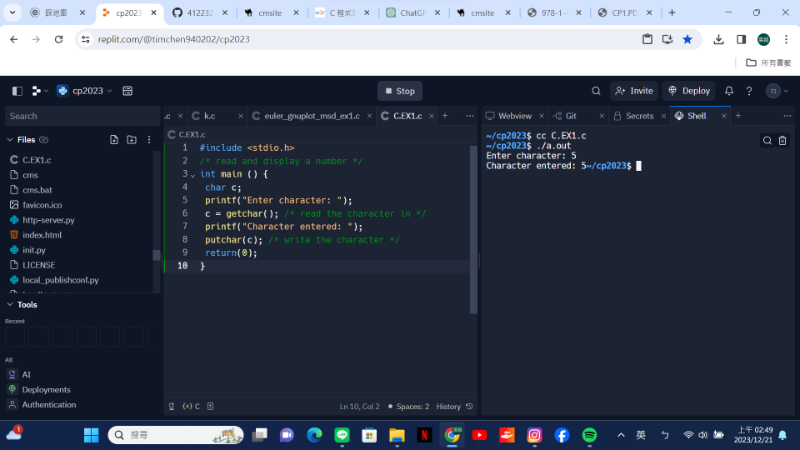 cp2023
412232
cmsite
ChatGP
cmsite
978-1-
CP1.PD
replit.com/@timchen940202/cp2023
所有書籤
cp2023
Stop
Invite
Deploy
Search
k.c
euler_gnuplot_msd_ex1.c
C.EX1.c
Webview
Git
Secrets
Shell
Files
C.EX1.c
cms
cms.bat
favicon.ico
http-server.py
index.html
init.py
LICENSE
local_publishconf.py
Tools
Recent
All
AI
Deployments
Authentication
C.EX1.c
1 #include <stdio.h>
2 /* read and display a number */
3 int main () {
4 char c;
5 printf("Enter character: ");
6 c = getchar(); /* read the character in */
7 printf("Character entered: ");
8 putchar(c); /* write the character */
9 return(0);
10 }
{•} C
Ln 10, Col 2
Spaces: 2
History
~/cp2023$ cc C.EX1.c
~/cp2023$ ./a.out
Enter character: 5
Character entered: 5~/cp2023$
搜尋
英
上午 02:49
2023/12/21